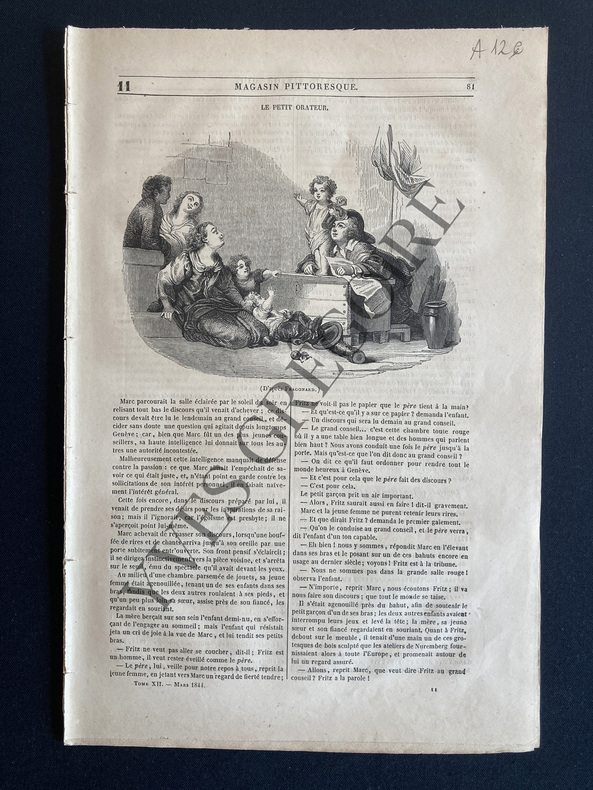 A 12 €
11
MAGASIN PITTORESQUE.
81
LE PETIT ORATEUR.
(D'après FRAGONARD.)
Marc parcourait la salle éclairée par le soleil du soir en
relisant tout bas le discours qu'il venait d'achever; ce dis-
cours devait être lu le lendemain au grand conseil, et dé-
cider sans doute une question qui agitait depuis longtemps
Genève; car, bien que Marc fût un des plus jeunes con-
seillers, sa haute intelligence lui donnait sur tous les au-
tres une autorité incontestée.
Malheureusement cette intelligence manquait de défense
contre la passion: ce que Marc aimait l'empêchait de sa-
voir ce qui était juste, et, n'étant point en garde contre les
sollicitations de son intérêt personnel, il y voyait naïve-
ment l'intérêt général.
Cette fois encore, dans le discours préparé par lui, il
venait de prendre ses désirs pour les inspirations de sa rai-
son; mais il l'ignorait,
s'aperçoit point lui-même.
Marc achevait de repasser son discours, lorsqu'une bouf-
fée de rires et de chants arriva jusqu'à son oreille par une
porte subitement ouverte. Son front pensif s'éclaircit;
il se dirigea instinctivement vers la pièce voisine, et s'arrêta
sur le seuil, ému du spectacle qu'il avait devant les yeux.
Au milieu d'une chambre parsemée de jouets, sa jeune
femme était agenouillée, tenant un de ses enfants dans ses
bras, tandis que les deux autres roulaient à ses pieds, et
qu'un peu plus loin sa sœur, assise près de son fiancé, les
regardait en souriant.
La mère berçait sur son sein l'enfant demi-nu, en s'effor-
çant de l'engager au sommeil; mais l'enfant qui résistait
jeta un cri de joie à la vue de Marc, et lui tendit ses petits
bras.
— Fritz ne veut pas aller se coucher, dit-il; Fritz est
un homme, il veut rester éveillé comme le père.
— Le père, lui, veille pour notre repos à tous, reprit la
jeune femme, en jetant vers Marc un regard de fierté tendre;
TOME XII. — MARS 1844.
Fritz ne voit-il pas le papier que le père tient à la main?
— Et qu'est-ce qu'il y a sur ce papier? demanda l'enfant.
— Un discours qui sera lu demain au grand conseil.
— Le grand conseil... c'est cette chambre toute rouge
où il y a une table bien longue et des hommes qui parlent
bien haut? Nous avons conduit une fois le père jusqu'à la
porte. Mais qu'est-ce que l'on dit donc au grand conseil?
— On dit ce qu'il faut ordonner pour rendre tout le
monde heureux à Genève.
— Et c'est pour cela que le père fait des discours?
— C'est pour cela.
Le petit garçon prit un air important.
— Alors, Fritz saurait aussi en faire! dit-il gravement.
Marc et la jeune femme ne purent retenir leurs rires.
— Et que dirait Fritz? demanda le premier gaiement.
— Qu'on le conduise au grand conseil, et le père verra,
dit l'enfant d'un ton capable.
— Eh bien! nous y sommes, répondit Marc en l'élevant
dans ses bras et le posant sur un de ces bahuts encore en
usage au dernier siècle; voyons! Fritz est à la tribune.
— Nous ne sommes pas dans la grande salle rouge!
observa l'enfant.
— N'importe, reprit Marc, nous écoutons Fritz; il va
nous faire son discours; que tout le monde se taise.
Il s'était agenouillé près du bahut, afin de soutenir le
petit garçon d'un de ses bras; les deux autres enfants avaient
interrompu leurs jeux et levé la tête; la mère, sa jeune
sœur et son fiancé regardaient en souriant. Quant à Fritz,
debout sur le meuble, il tenait d'une main un de ces gro-
tesques de bois sculpté que les ateliers de Nuremberg four-
nissaient alors à toute l'Europe, et promenait autour de
lui un regard assuré.
— Allons, reprit Marc, que veut dire Fritz au grand
conseil? Fritz a la parole!
11
YVES GREGOIRE